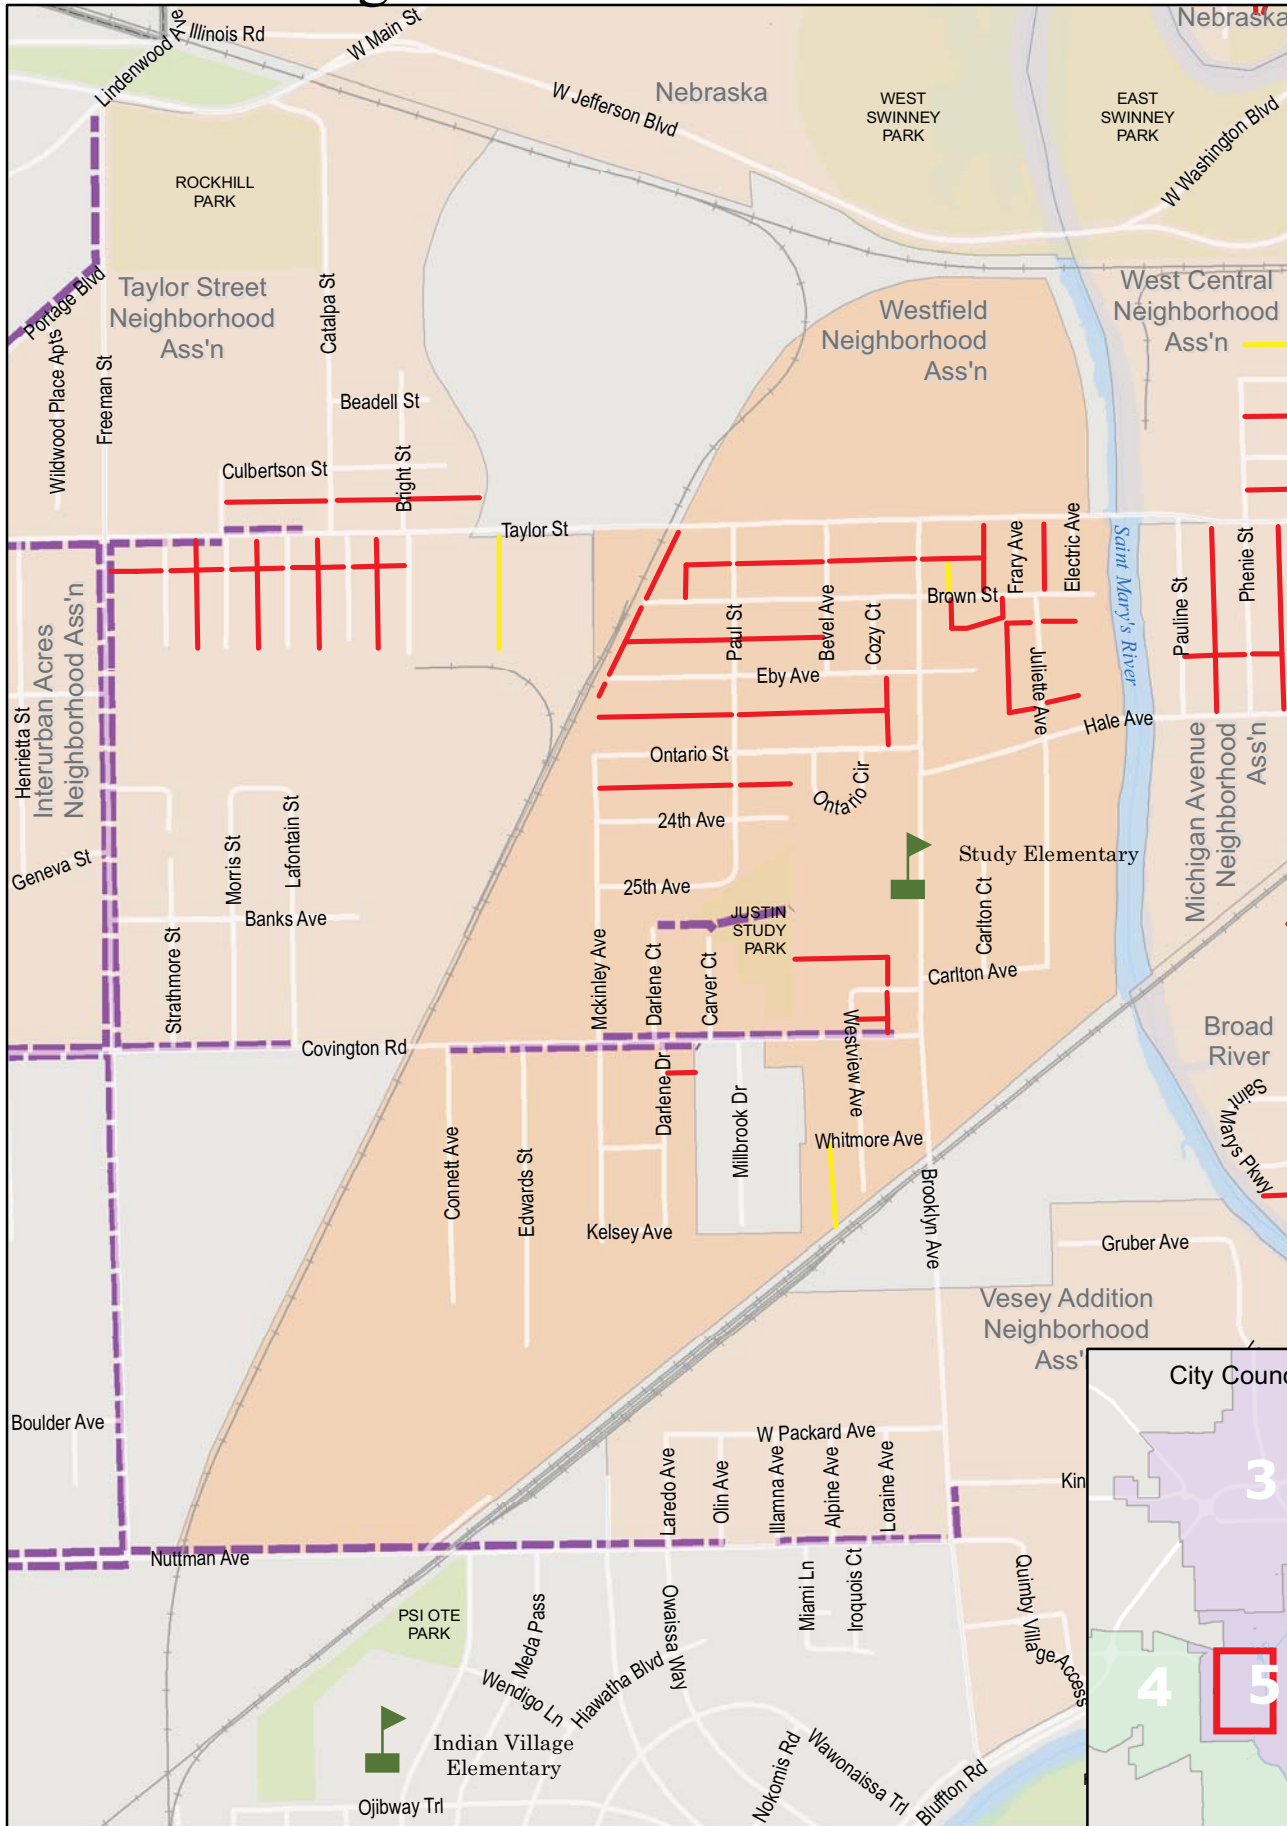 Nebraska
Illinois Rd
W Main St
Lindenwood Ave
W Jefferson Blvd
Nebraska
WEST
SWINNEY
PARK
EAST
SWINNEY
PARK
W Washington Blvd
ROCKHILL
PARK
Portage Blvd
Taylor Street
Neighborhood
Ass'n
Catalpa St
Westfield
Neighborhood
Ass'n
West Central
Neighborhood
Ass'n
Wildwood Place Apts
Freeman St
Beadell St
Bright St
Culbertson St
Taylor St
Interurban Acres
Neighborhood Ass'n
Henrietta St
Geneva St
Paul St
Bevel Ave
Cozy Ct
Brown St
Frary Ave
Electric Ave
Saint Mary's River
Pauline St
Phenie St
Eby Ave
Juliette Ave
Hale Ave
Ontario St
Ontario Cir
24th Ave
25th Ave
Study Elementary
Michigan Avenue
Neighborhood
Ass'n
Morris St
Lafontain St
Banks Ave
Strathmore St
JUSTIN
STUDY
PARK
Mckinley Ave
Darlene Ct
Carver Ct
Carlton Ct
Carlton Ave
Westview Ave
Covington Rd
Broad
River
Saint Marys Pkwy
Darlene Dr
Millbrook Dr
Whitmore Ave
Connett Ave
Edwards St
Kelsey Ave
Brooklyn Ave
Gruber Ave
Vesey Addition
Neighborhood
Ass'
City Counc
3
4
5
Boulder Ave
W Packard Ave
Laredo Ave
Olin Ave
Illamna Ave
Alpine Ave
Loraine Ave
Kin
Nuttman Ave
Miami Ln
Iroquois Ct
Quimby Village Access
PSI OTE
PARK
Meda Pass
Wendigo Ln
Hiawatha Blvd
Owaissa Way
Indian Village
Elementary
Ojibway Trl
Nokomis Rd
Wawonaissa Trl
Bluffton Rd